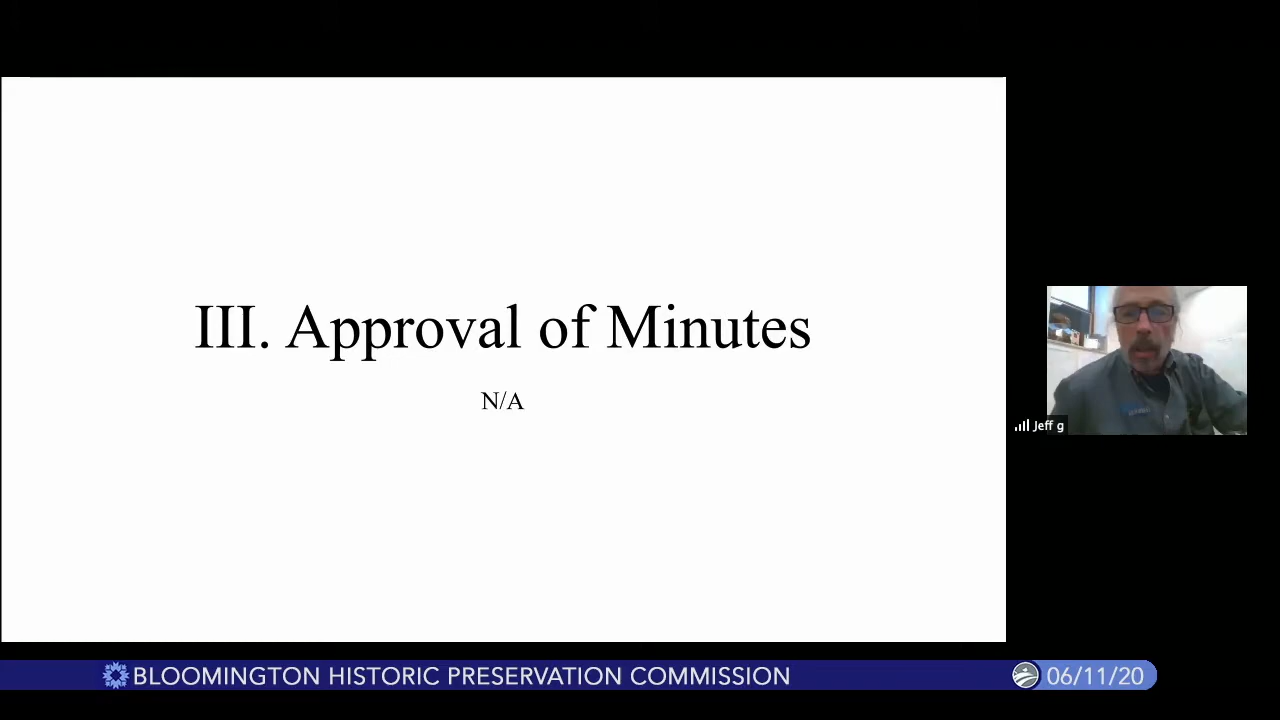 III. Approval of Minutes
N/A
Jeff g
BLOOMINGTON HISTORIC PRESERVATION COMMISSION
06/11/20